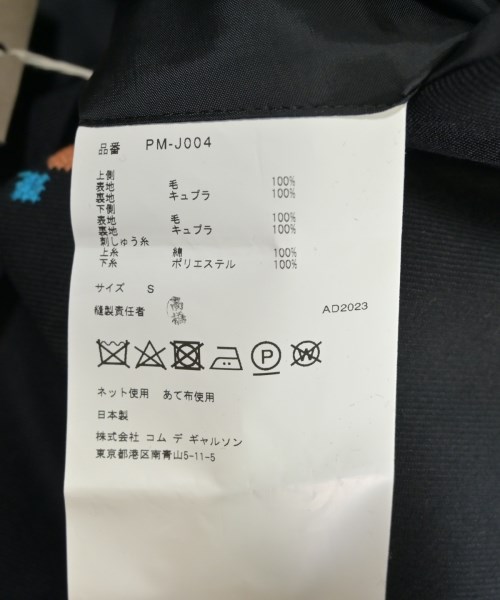 品番 PM-J004
上側
表地 毛 100%
裏地 キュプラ 100%
下側
表地 毛 100%
裏地 キュプラ 100%
刺しゅう糸
上糸 綿 100%
下糸 ポリエステル 100%
サイズ S
縫製責任者
AD2023
P W
ネット使用 あて布使用
日本製
株式会社 コム デ ギャルソン
東京都港区南青山5-11-5